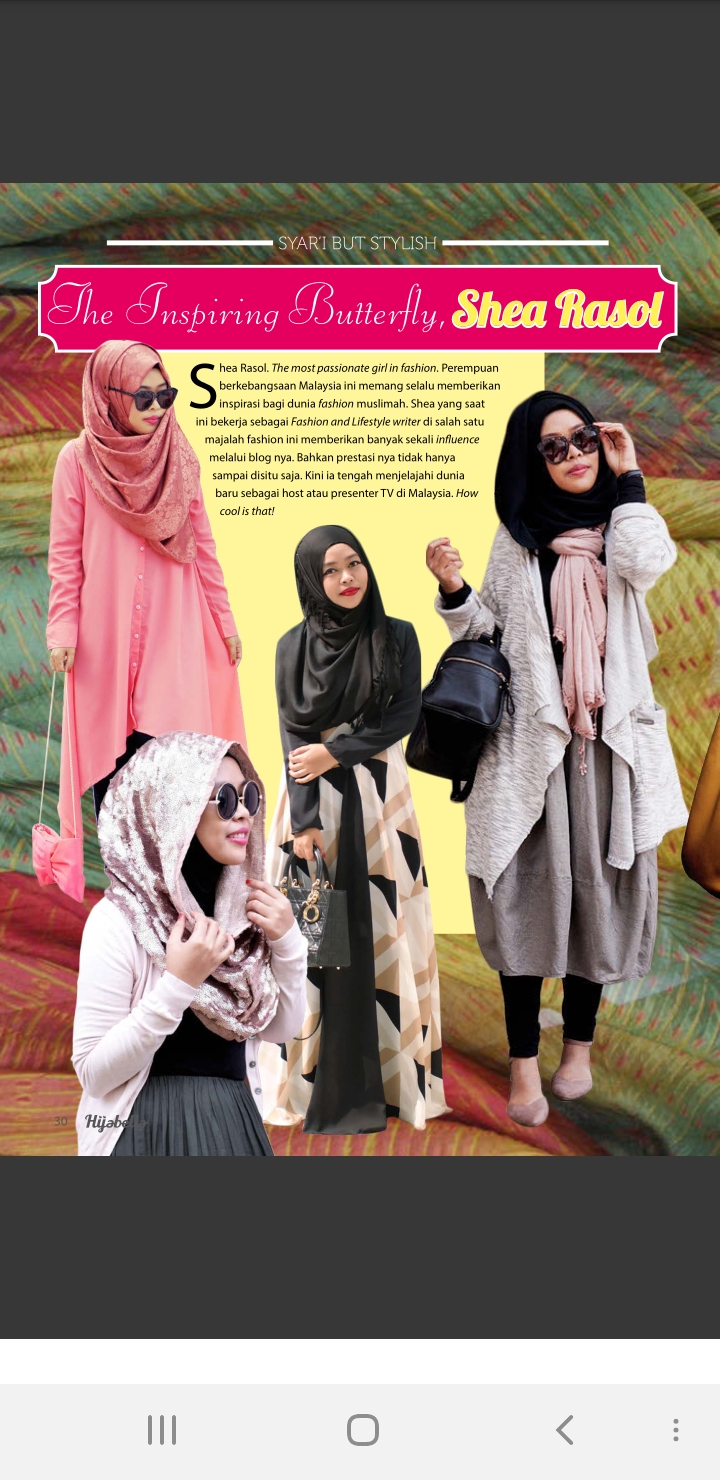 SYAR'I BUT STYLISH
The Inspiring Butterfly, Shea Rasol
Shea Rasol. The most passionate girl in fashion. Perempuan
berkebangsaan Malaysia ini memang selalu memberikan
inspirasi bagi dunia fashion muslimah. Shea yang saat
ini bekerja sebagai Fashion and Lifestyle writer di salah satu
majalah fashion ini memberikan banyak sekali influence
melalui blog nya. Bahkan prestasi nya tidak hanya
sampai disitu saja. Kini ia tengah menjelajahi dunia
baru sebagai host atau presenter TV di Malaysia. How
cool is that!
30